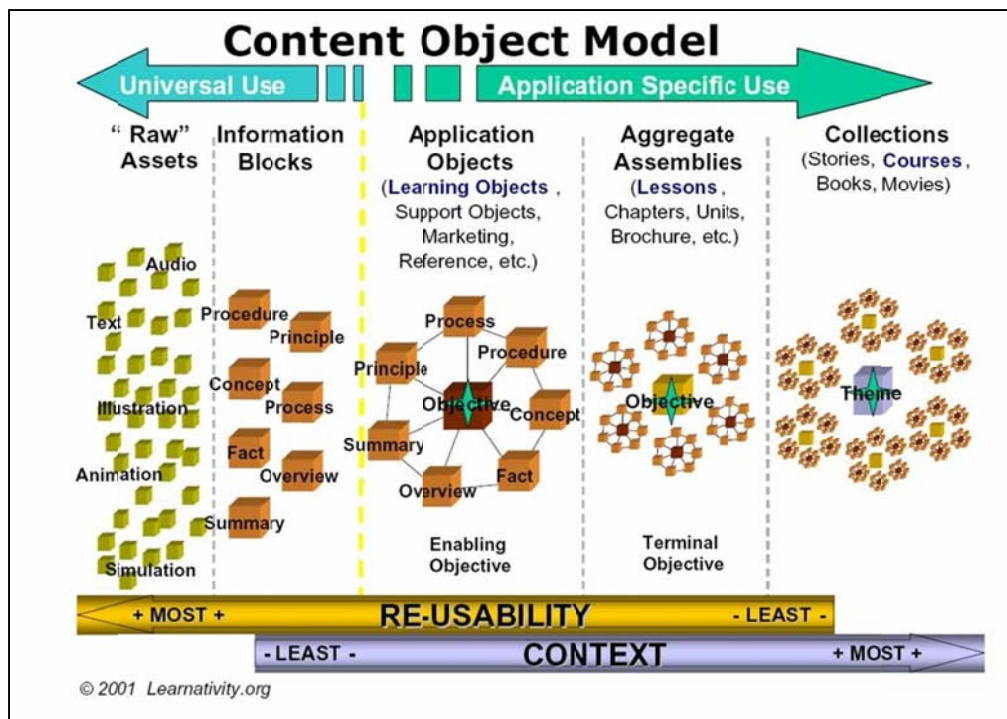 Content Object Model
Universal Use
Application Specific Use
“ Raw”
Assets
Information
Blocks
Application
Objects
(Learning Objects ,
Support Objects,
Marketing,
Reference, etc.)
Aggregate
Assemblies
(Lessons,
Chapters, Units,
Brochure, etc.)
Collections
(Stories, Courses,
Books, Movies)
Audio
Text
Illustration
Animation
Simulation
Procedure
Principle
Concept
Process
Fact
Overview
Summary
Process
Principle
Procedure
Objective
Concept
Summary
Overview
Fact
Enabling
Objective
Objective
Terminal
Objective
Theme
+ MOST +
RE-USABILITY
- LEAST -
- LEAST -
CONTEXT
+ MOST +
© 2001 Learnativity.org